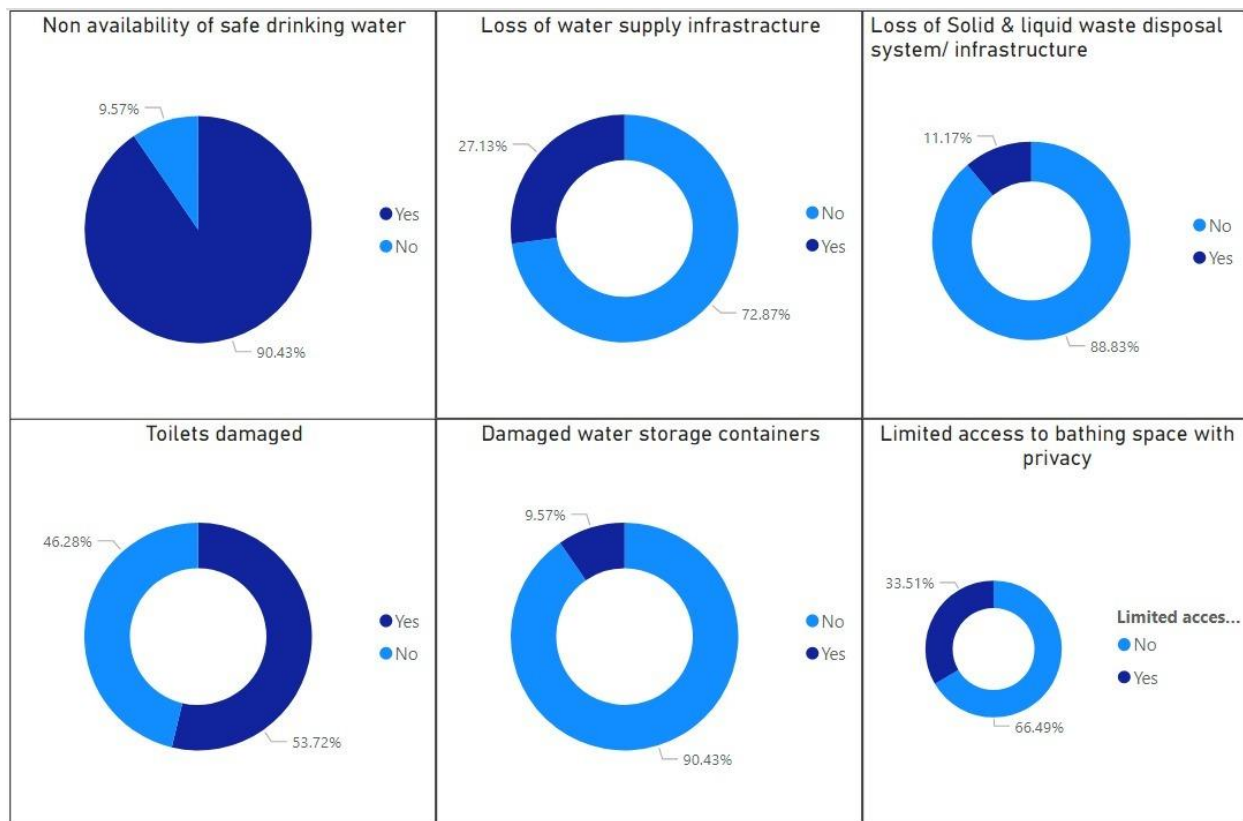 Non availability of safe drinking water
9.57%
90.43%
Yes
No
Loss of water supply infrastracture
27.13%
72.87%
No
Yes
Loss of Solid & liquid waste disposal
system/ infrastructure
11.17%
88.83%
No
Yes
Toilets damaged
46.28%
53.72%
Yes
No
Damaged water storage containers
9.57%
90.43%
No
Yes
Limited access to bathing space with
privacy
33.51%
66.49%
Limited acces...
No
Yes